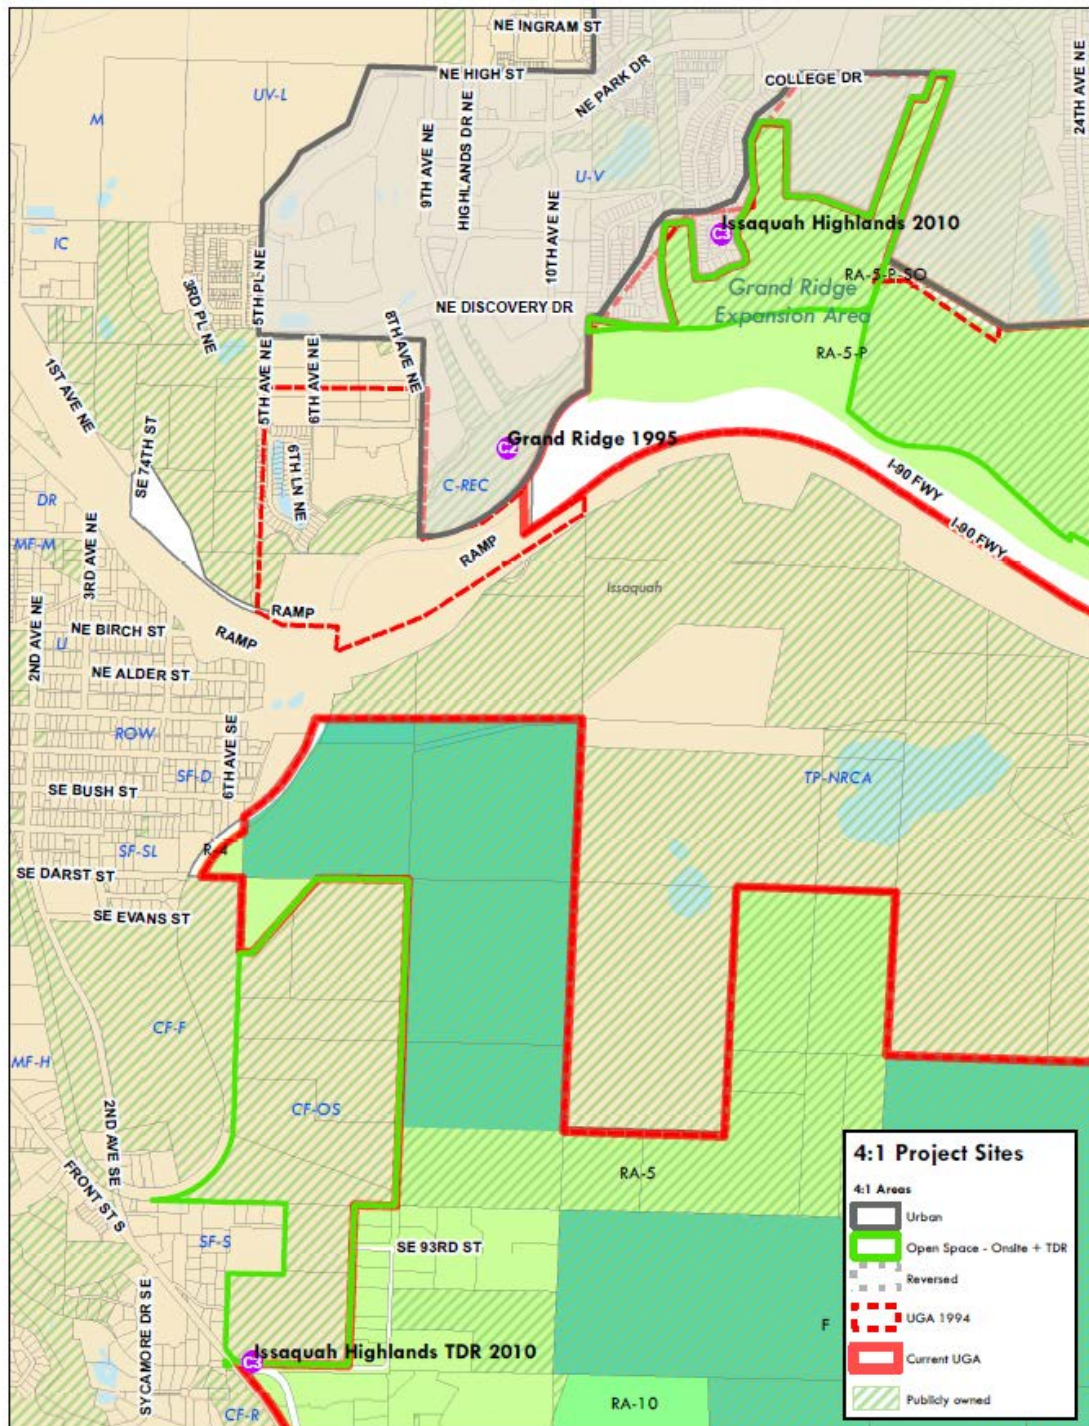 NE INGRAM ST
NE HIGH ST
NE PARK DR
COLLEGE DR
24TH AVE NE
UV-L
M
9TH AVE NE
HIGHLANDS DR NE
U-V
10TH AVE NE
Issaquah Highlands 2010
IC
5TH PL NE
3RD PL NE
NE DISCOVERY DR
8TH AVE NE
Grand Ridge
Expansion Area
RA-5-P-SO
RA-5-P
1ST AVE NE
5TH AVE NE
6TH AVE NE
C2
Grand Ridge 1995
SE 74TH ST
6TH LN NE
C-REC
I-90 FWY
I-90 FWY
DR
MF-M
3RD AVE NE
RAMP
Issaquah
RAMP
RAMP
2ND AVE NE
U
NE BIRCH ST
NE ALDER ST
ROW
6TH AVE SE
SF-D
SE BUSH ST
TP-NRCA
SF-SL
R-4
SE DARST ST
SE EVANS ST
CF-F
MF-H
CF-OS
2ND AVE SE
FRONT ST S
RA-5
SF-S
SE 93RD ST
SYCAMORE DR SE
Issaquah Highlands TDR 2010
F
CF-R
RA-10
4:1 Project Sites
4:1 Areas
Urban
Open Space - Onsite + TDR
Reversed
UGA 1994
Current UGA
Publicly owned